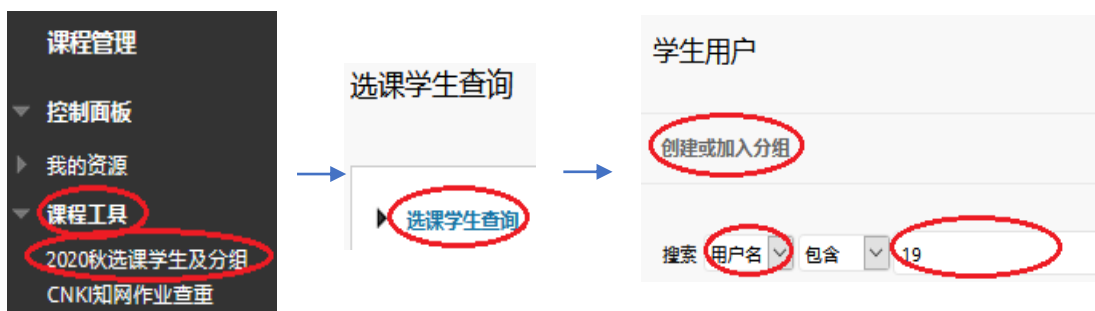 课程管理
控制面板
我的资源
课程工具
2020秋选课学生及分组
CNKI知网作业查重
选课学生查询
选课学生查询
学生用户
创建或加入分组
搜索 用户名 包含 19